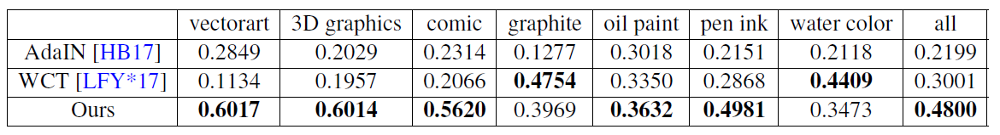 vectorart 3D graphics comic graphite oil paint pen ink water color all
AdaIN [HB17] 0.2849 0.2029 0.2314 0.1277 0.3018 0.2151 0.2118 0.2199
WCT [LFY*17] 0.1134 0.1957 0.2066 0.4754 0.3350 0.2868 0.4409 0.3001
Ours 0.6017 0.6014 0.5620 0.3969 0.3632 0.4981 0.3473 0.4800